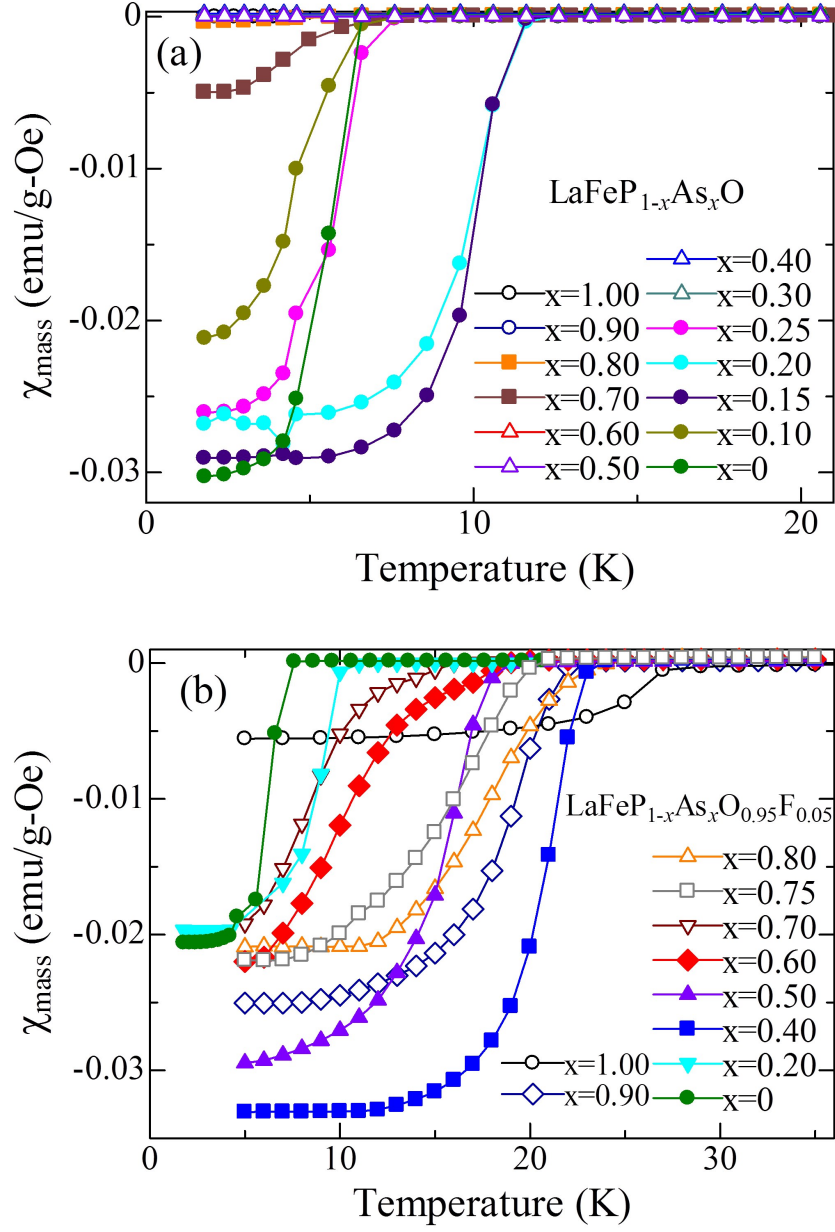 0
(a)
-0.01
LaFeP1-xAsxO
x=0.40
x=1.00
x=0.30
x=0.90
x=0.25
-0.02
x=0.80
x=0.20
x=0.70
x=0.15
x=0.60
x=0.10
x=0.50
x=0
-0.03
χmass (emu/g-Oe)
0
10
20
Temperature (K)
0
(b)
-0.01
LaFeP1-xAsxO0.95F0.05
x=0.80
x=0.75
x=0.70
-0.02
x=0.60
x=0.50
x=0.40
-0.03
x=1.00
x=0.20
x=0.90
x=0
χmass (emu/g-Oe)
0
10
20
30
Temperature (K)